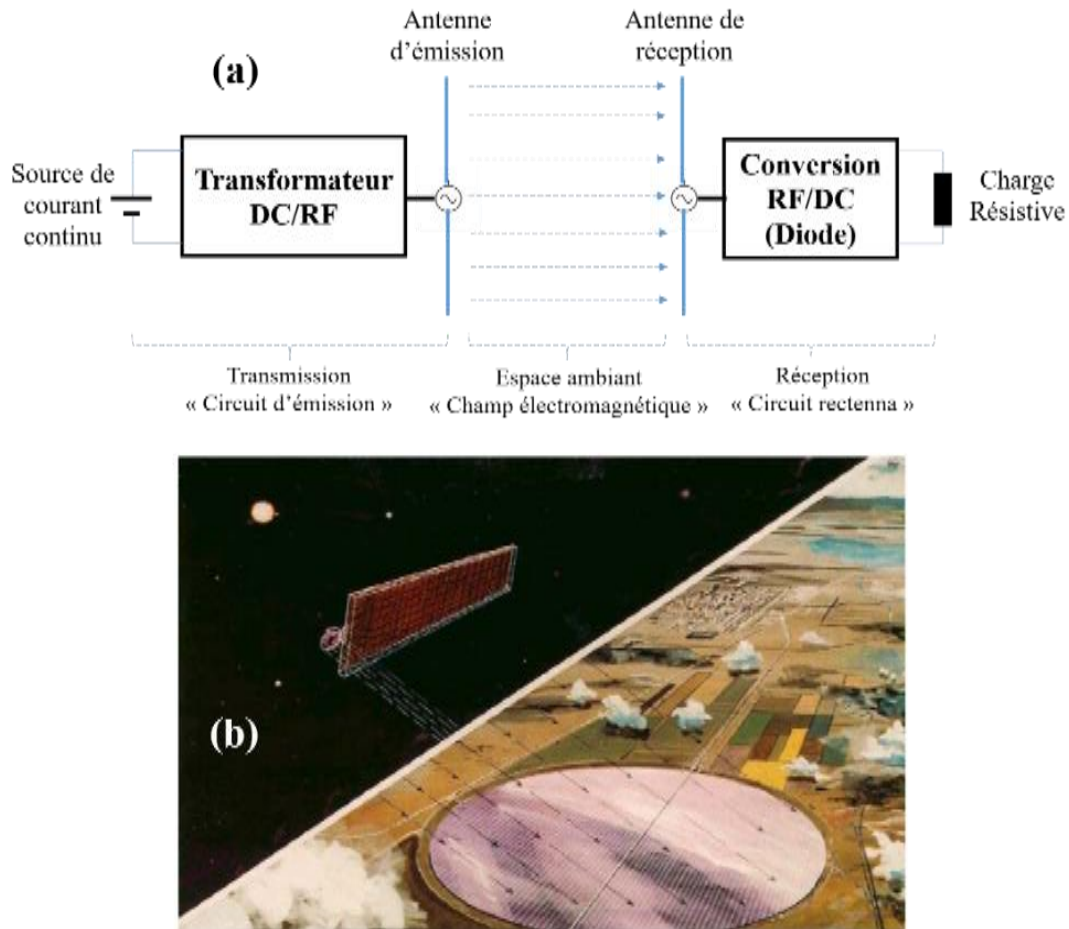 Antenne
d'émission
Antenne de
réception
(a)
Source de
courant
continu
Transformateur
DC/RF
Conversion
RF/DC
(Diode)
Charge
Résistive
Transmission
« Circuit d'émission »
Espace ambiant
« Champ électromagnétique »
Réception
« Circuit rectenna »
(b)